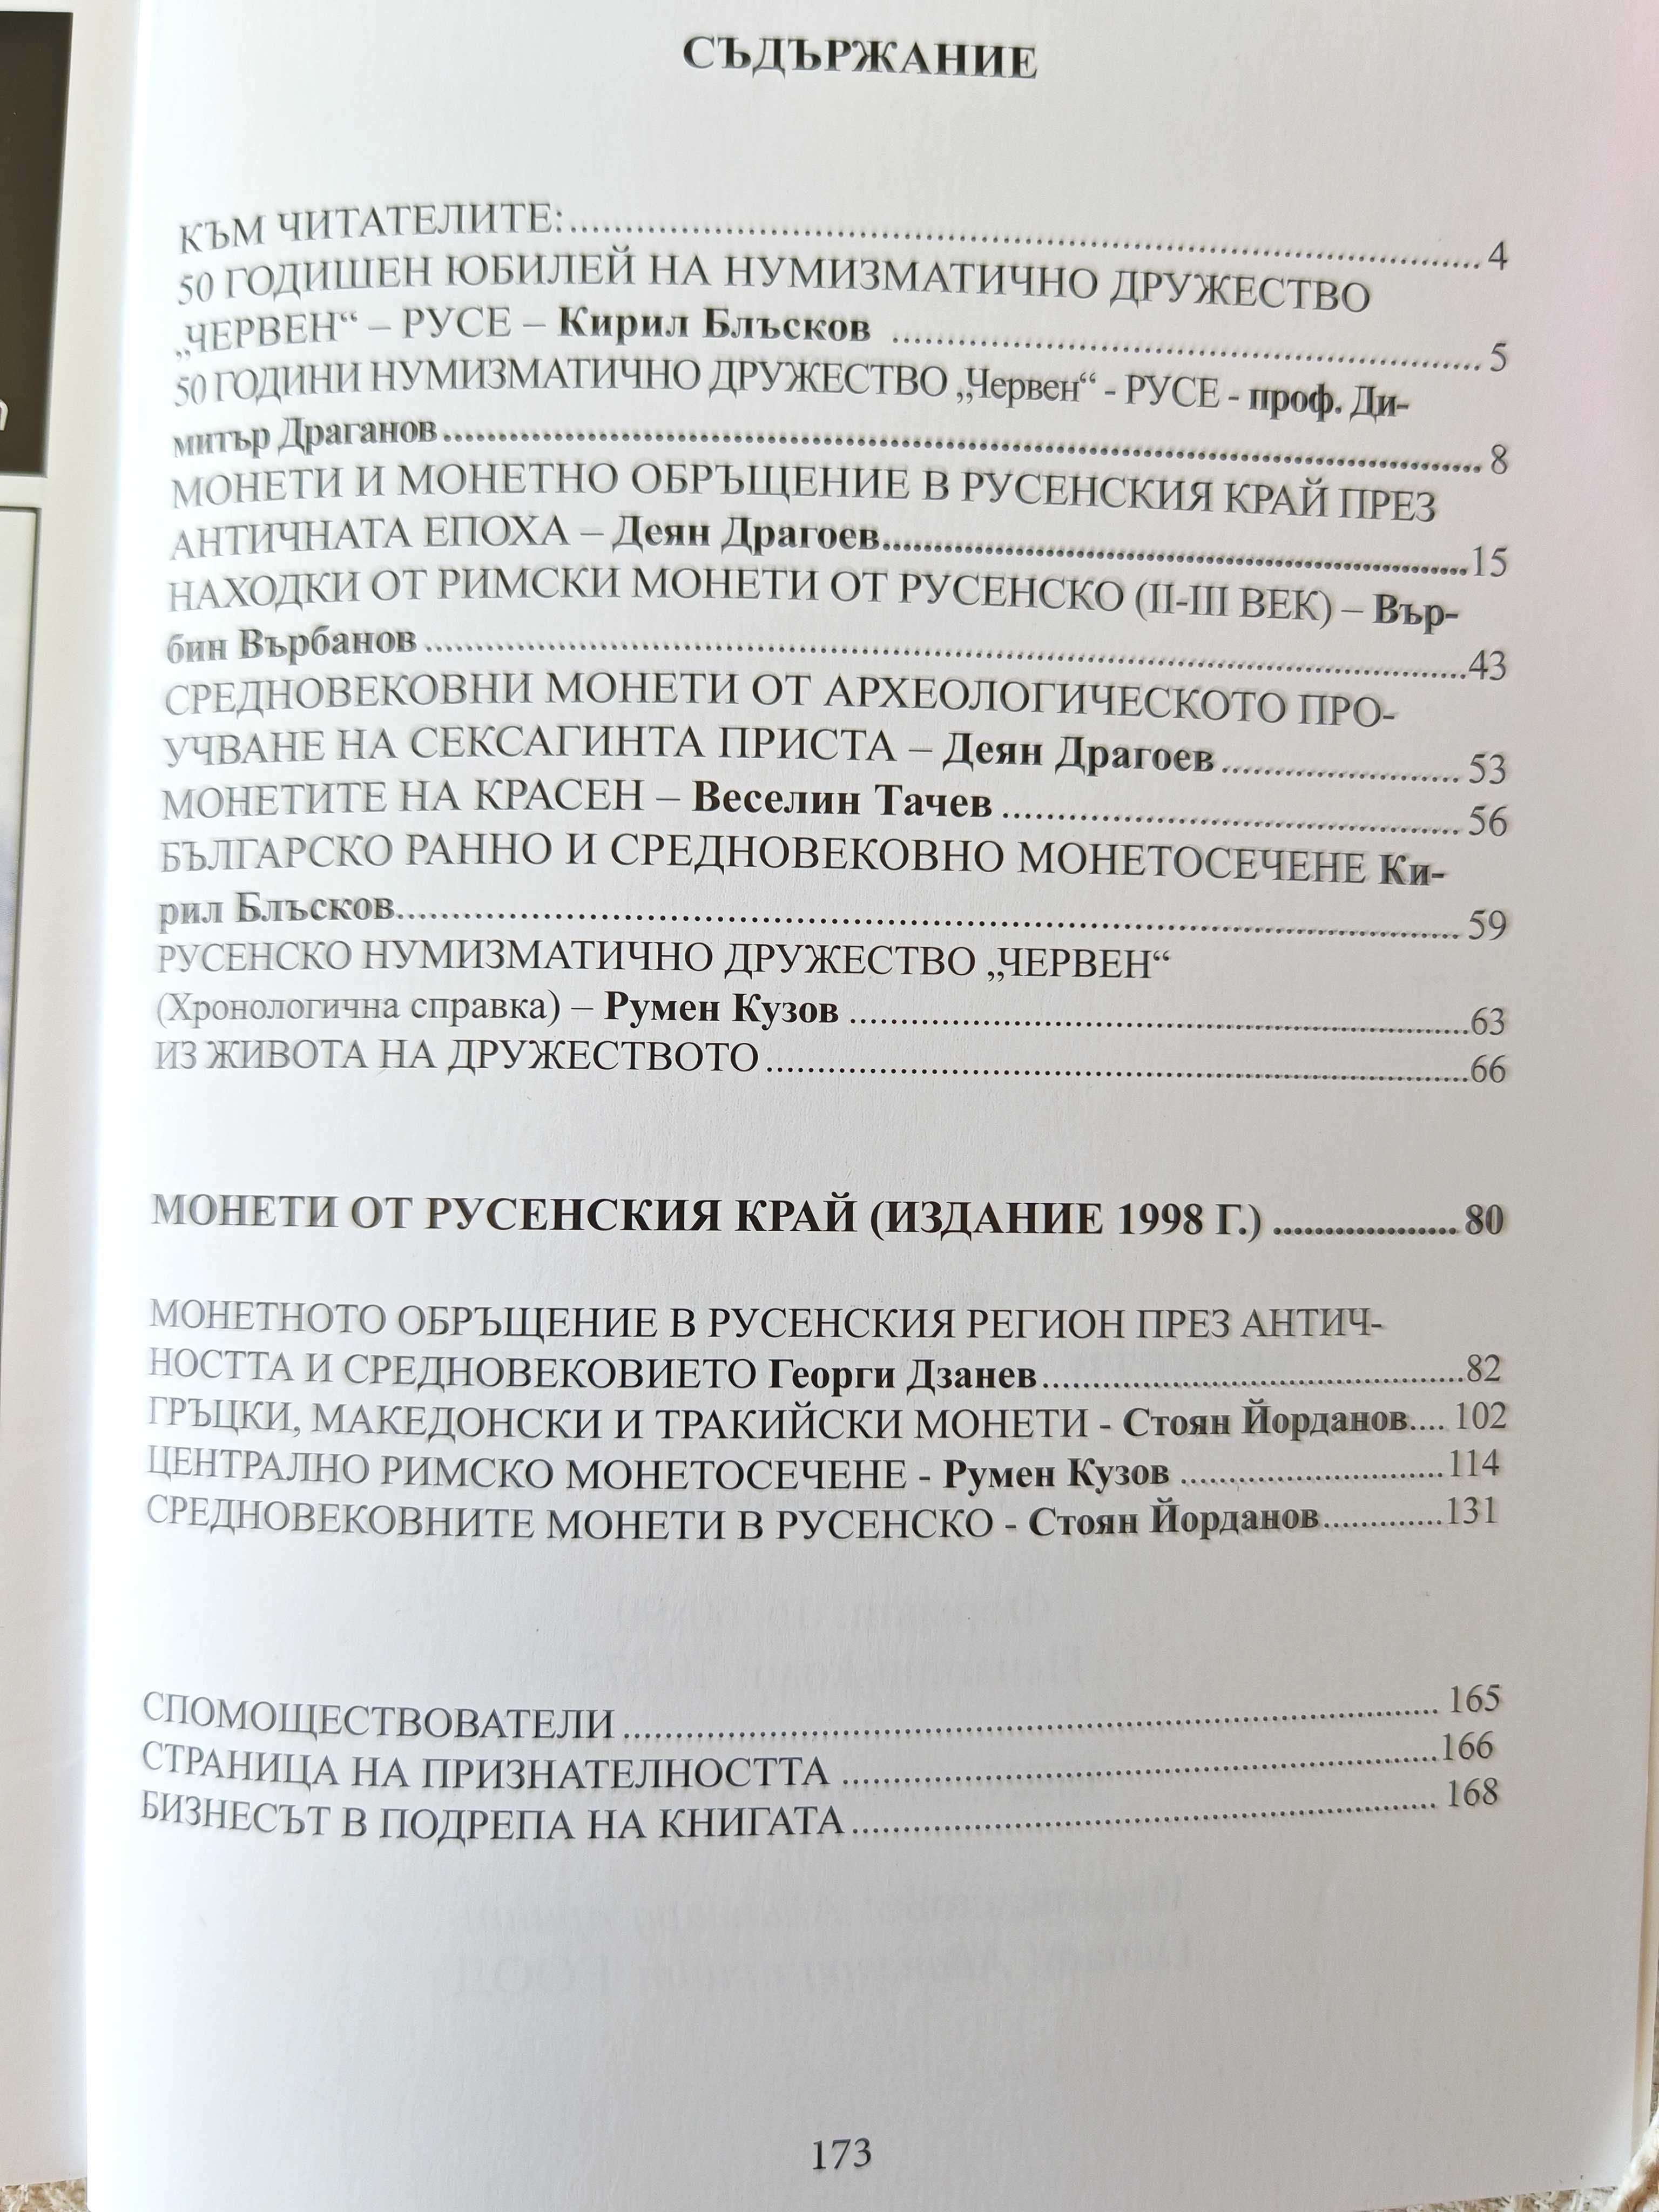 СЪДЪРЖАНИЕ
КЪМ ЧИТАТЕЛИТЕ:.......................................................................................... 4
50 ГОДИШЕН ЮБИЛЕЙ НА НУМИЗМАТИЧНО ДРУЖЕСТВО
„ЧЕРВЕН“ – РУСЕ – Кирил Блъсков ........................................................ 5
50 ГОДИНИ НУМИЗМАТИЧНО ДРУЖЕСТВО „Червен“ - РУСЕ - проф. Ди-
митър Драганов.................................................................................................. 8
МОНЕТИ И МОНЕТНО ОБРЪЩЕНИЕ В РУСЕНСКИЯ КРАЙ ПРЕЗ
АНТИЧНАТА ЕПОХА – Деян Драгоев.......................................................15
НАХОДКИ ОТ РИМСКИ МОНЕТИ ОТ РУСЕНСКО (II-III ВЕК) – Вър-
бин Върбанов ....................................................................................................43
СРЕДНОВЕКОВНИ МОНЕТИ ОТ АРХЕОЛОГИЧЕСКОТО ПРО-
УЧВАНЕ НА СЕКСАГИНТА ПРИСТА – Деян Драгоев....................... 53
МОНЕТИТЕ НА КРАСЕН – Веселин Тачев ............................................ 56
БЪЛГАРСКО РАННО И СРЕДНОВЕКОВНО МОНЕТОСЕЧЕНЕ Ки-
рил Блъсков...................................................................................................... 59
РУСЕНСКО НУМИЗМАТИЧНО ДРУЖЕСТВО „ЧЕРВЕН“
(Хронологична справка) – Румен Кузов ............................................................63
ИЗ ЖИВОТА НА ДРУЖЕСТВОТО....................................................................66
МОНЕТИ ОТ РУСЕНСКИЯ КРАЙ (ИЗДАНИЕ 1998 Г.) .................. 80
МОНЕТНОТО ОБРЪЩЕНИЕ В РУСЕНСКИЯ РЕГИОН ПРЕЗ АНТИЧ-
НОСТТА И СРЕДНОВЕКОВИЕТО Георги Дзанев.........................................82
ГРЪЦКИ, МАКЕДОНСКИ И ТРАКИЙСКИ МОНЕТИ - Стоян Йорданов.... 102
ЦЕНТРАЛНО РИМСКО МОНЕТОСЕЧЕНЕ - Румен Кузов .........................114
СРЕДНОВЕКОВНИТЕ МОНЕТИ В РУСЕНСКО - Стоян Йорданов............131
СПОМОЩЕСТВОВАТЕЛИ .............................................................................. 165
СТРАНИЦА НА ПРИЗНАТЕЛНОСТТА .........................................................166
БИЗНЕСЪТ В ПОДРЕПА НА КНИГАТА ........................................................ 168
173